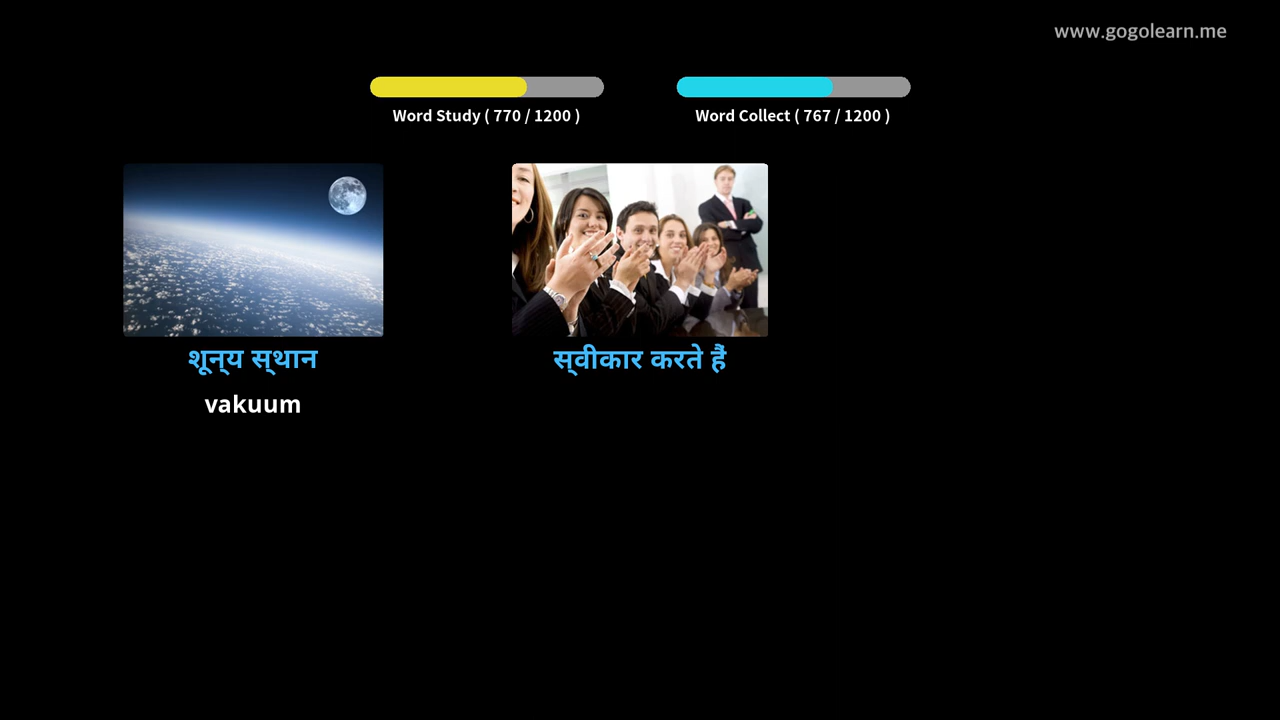 www.gogolearn.me
Word Study ( 770 / 1200 )
Word Collect ( 767 / 1200 )
शून्य स्थान
स्वीकार करते हैं
vakuum